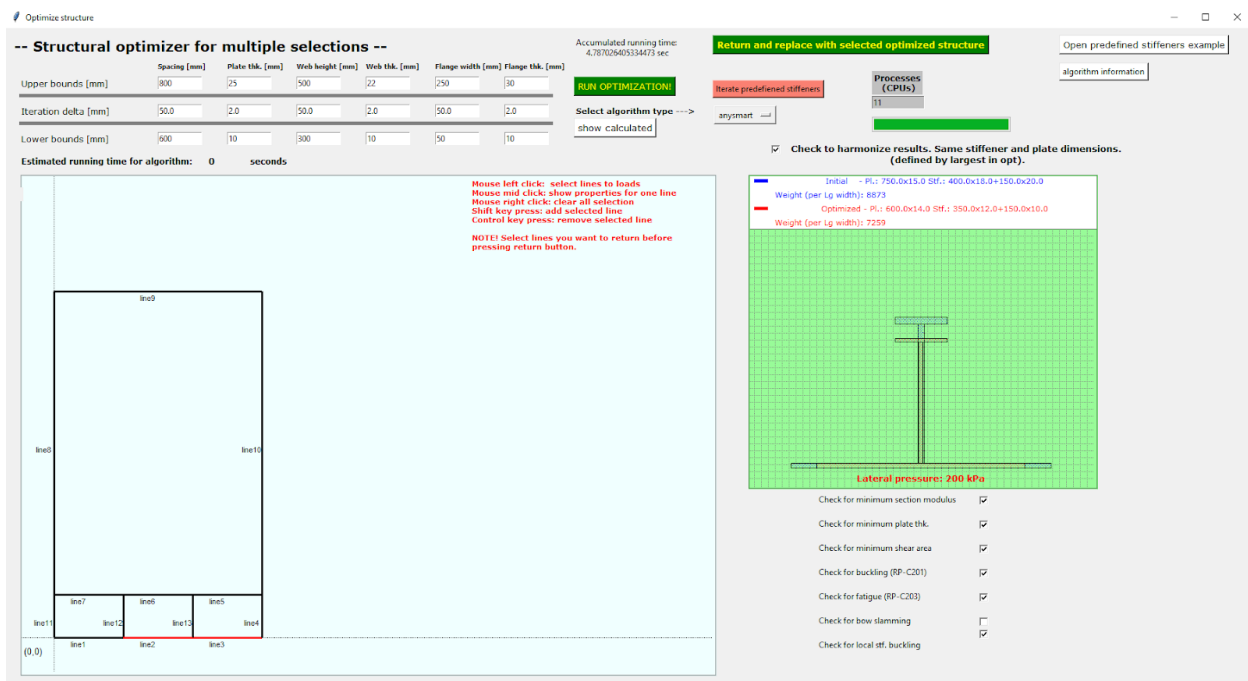 Optimize structure
-- Structural optimizer for multiple selections --
Accumulated running time:
4.787026405334473 sec
Return and replace with selected optimized structure
Open predefined stiffeners example
Spacing [mm] Plate thk. [mm] Web height [mm] Web thk. [mm] Flange width [mm] Flange thk. [mm]
Upper bounds [mm] 800 25 500 22 250 30
RUN OPTIMIZATION!
Iterate predefiened stiffeners
Processes
(CPUs)
11
algorithm information
Iteration delta [mm] 50.0 2.0 50.0 2.0 50.0 2.0
Select algorithm type --->
anysmart
show calculated
Lower bounds [mm] 600 10 300 10 50 10
Check to harmonize results. Same stiffener and plate dimensions.
(defined by largest in opt).
Estimated running time for algorithm: 0 seconds
Mouse left click: select lines to loads
Mouse mid click: show properties for one line
Mouse right click: clear all selection
Shift key press: add selected line
Control key press: remove selected line
NOTE! Select lines you want to return before
pressing return button.
Initial - Pl.: 750.0x15.0 Stf.: 400.0x18.0+150.0x20.0
Weight (per Lg width): 8873
Optimized - Pl.: 600.0x14.0 Stf.: 350.0x12.0+150.0x10.0
Weight (per Lg width): 7259
line9
line8
line10
line7
line6
line5
line11
line12
line13
line4
(0,0)
line1
line2
line3
Lateral pressure: 200 kPa
Check for minimum section modulus
Check for minimum plate thk.
Check for minimum shear area
Check for buckling (RP-C201)
Check for fatigue (RP-C203)
Check for bow slamming
Check for local stf. buckling